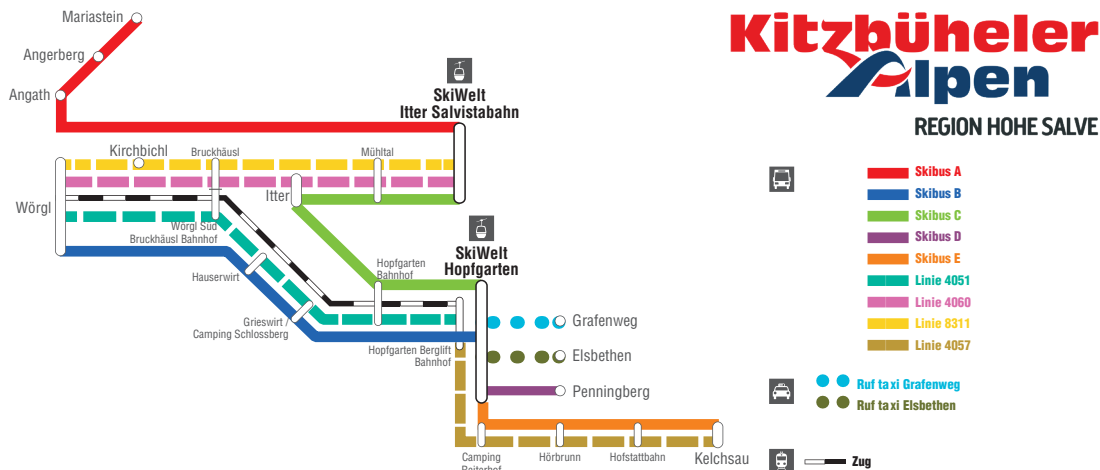 Mariastein
Angerberg
Angath
SkiWelt
Itter Salvistabahn
Kirchbichl
Bruckhäusl
Mühltal
Itter
Wörgl
Wörgl Süd
Bruckhäusl Bahnhof
SkiWelt
Hopfgarten
Hauserwirt
Hopfgarten
Bahnhof
Grieswirt /
Camping Schlossberg
Hopfgarten Berglift
Bahnhof
Grafenweg
Elsbethen
Penningberg
Camping
Reiterhof
Hörbrunn
Hofstattbahn
Kelchsau
Kitzbüheler
Alpen
REGION HOHE SALVE
Skibus A
Skibus B
Skibus C
Skibus D
Skibus E
Linie 4051
Linie 4060
Linie 8311
Linie 4057
Ruf taxi Grafenweg
Ruf taxi Elsbethen
Zug